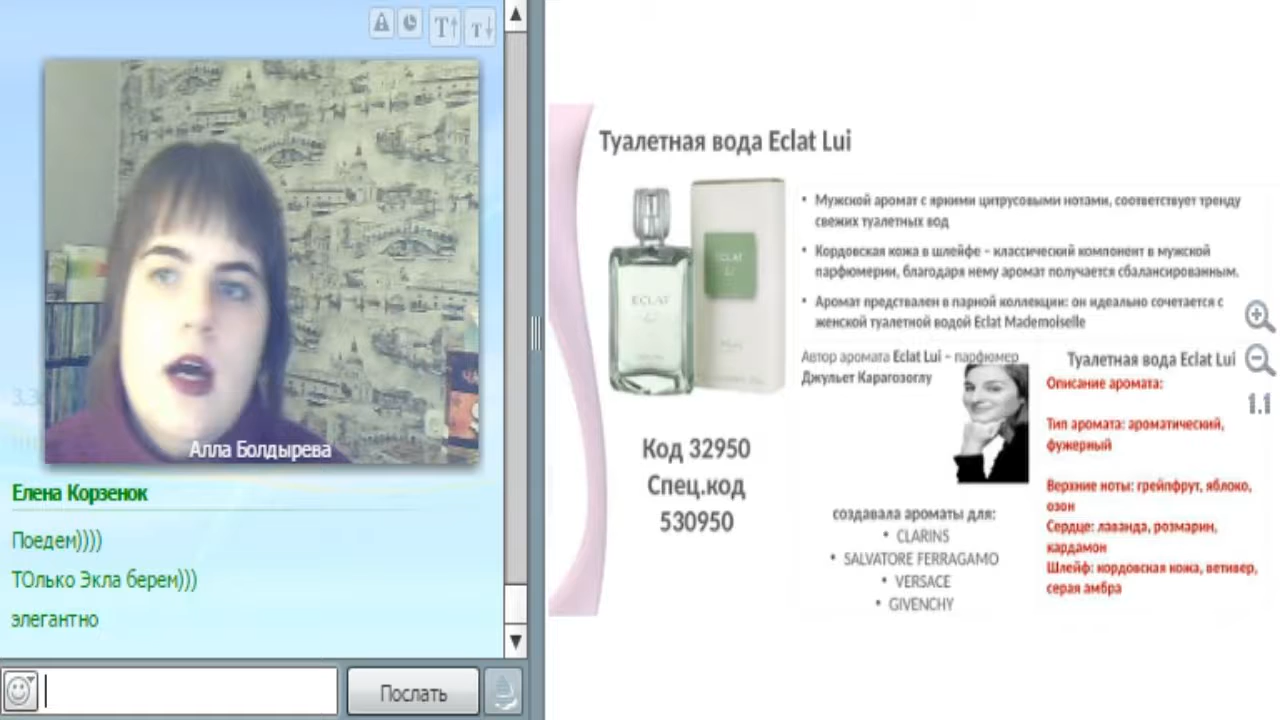 Алла Болдырева
Елена Корзенок
Поедем))))
ТОлько Экла берем)))
элегантно
Послать
Туалетная вода Eclat Lui
• Мужской аромат с яркими цитрусовыми нотами, соответствует тренду
свежих туалетных вод
• Кордовская кожа в шлейфе – классический компонент в мужской
парфюмерии, благодаря нему аромат получается сбалансированным.
• Аромат предствален в парной коллекции: он идеально сочетается с
женской туалетной водой Eclat Mademoiselle
ECLAT
ECLAT
Код 32950
Спец.код
530950
Автор аромата Eclat Lui – парфюмер
Джульет Карагозоглу
создавала ароматы для:
• CLARINS
• SALVATORE FERRAGAMO
• VERSACE
• GIVENCHY
Туалетная вода Eclat Lui
Описание аромата:
Тип аромата: ароматический,
фужерный
Верхние ноты: грейпфрут, яблоко,
озон
Сердце: лаванда, розмарин,
кардамон
Шлейф: кордовская кожа, ветивер,
серая амбра
1.1